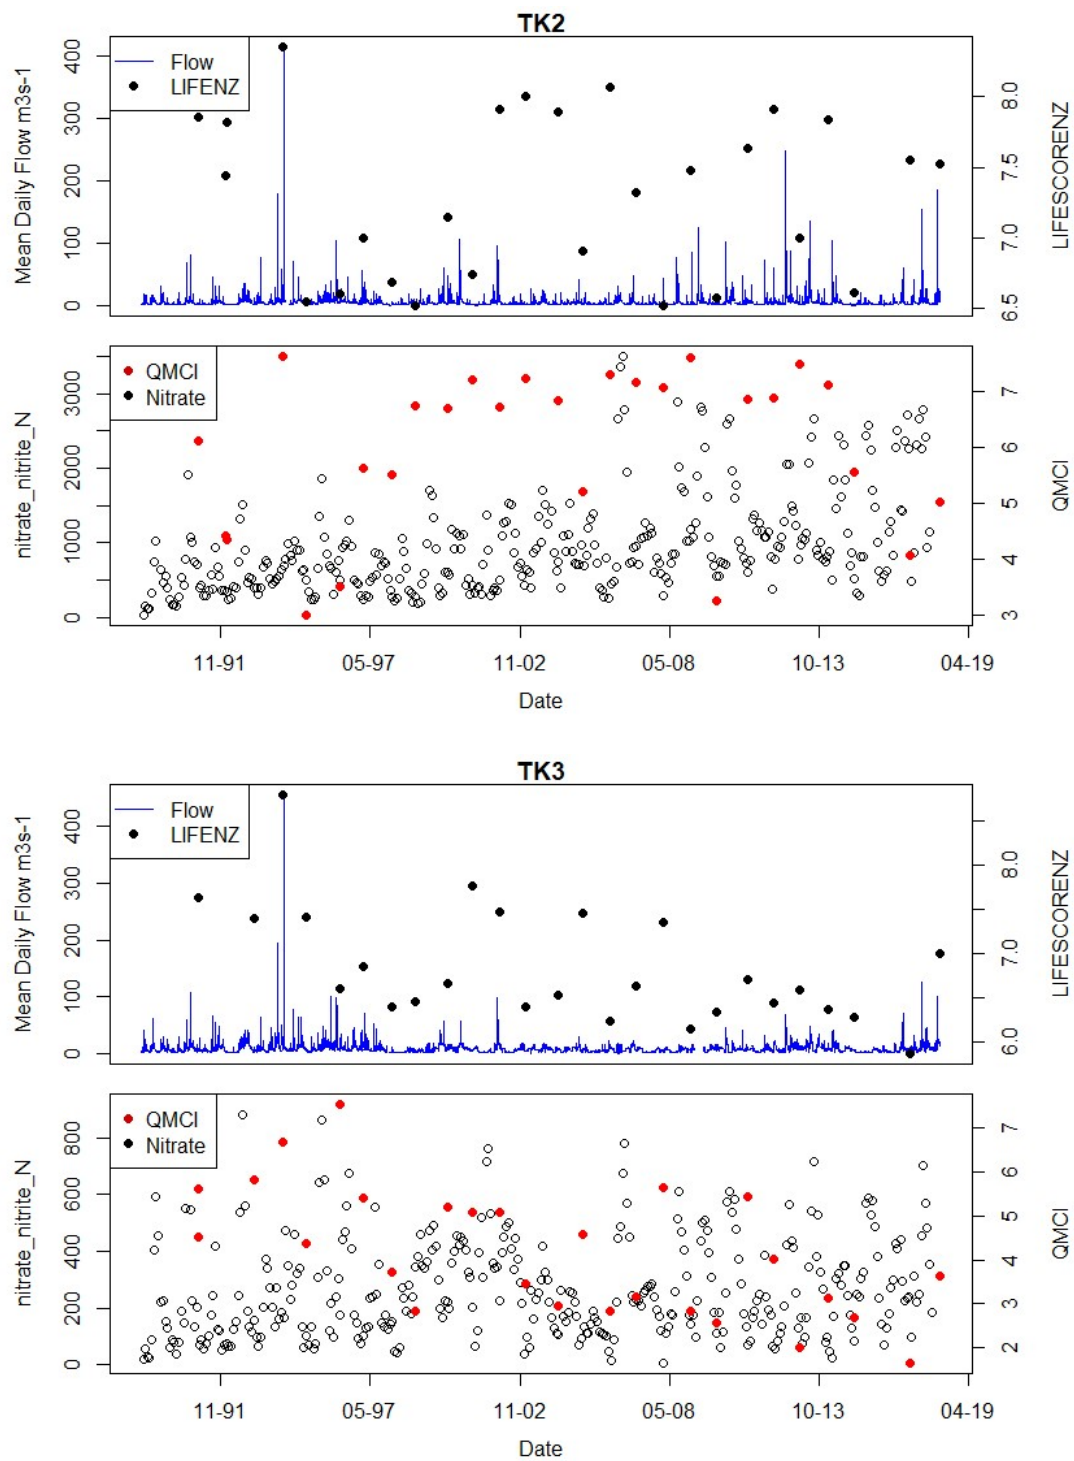 TK2
Flow
LIFENZ
Mean Daily Flow m3s-1
400
300
200
100
0
8.0
7.5
7.0
6.5
LIFESCORENZ
QMCI
Nitrate
nitrate_nitrite_N
3000
2000
1000
0
7
6
5
4
3
QMCI
11-91
05-97
11-02
05-08
10-13
04-19
Date
TK3
Flow
LIFENZ
Mean Daily Flow m3s-1
400
300
200
100
0
8.0
7.0
6.0
LIFESCORENZ
QMCI
Nitrate
nitrate_nitrite_N
800
600
400
200
0
7
6
5
4
3
2
QMCI
11-91
05-97
11-02
05-08
10-13
04-19
Date